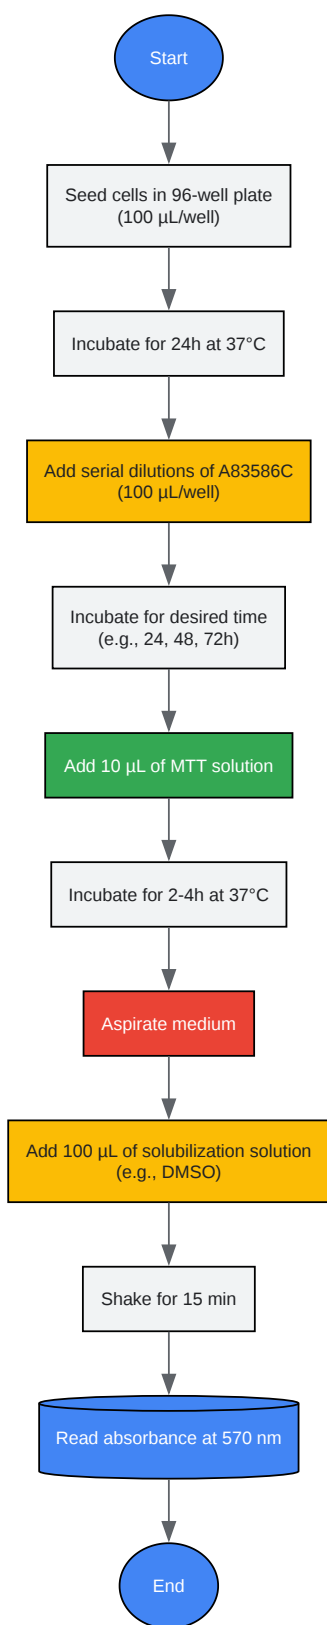 Start
Seed cells in 96-well plate
(100 µL/well)
Incubate for 24h at 37°C
Add serial dilutions of A83586C
(100 µL/well)
Incubate for desired time
(e.g., 24, 48, 72h)
Add 10 µL of MTT solution
Incubate for 2-4h at 37°C
Aspirate medium
Add 100 µL of solubilization solution
(e.g., DMSO)
Shake for 15 min
Read absorbance at 570 nm
End